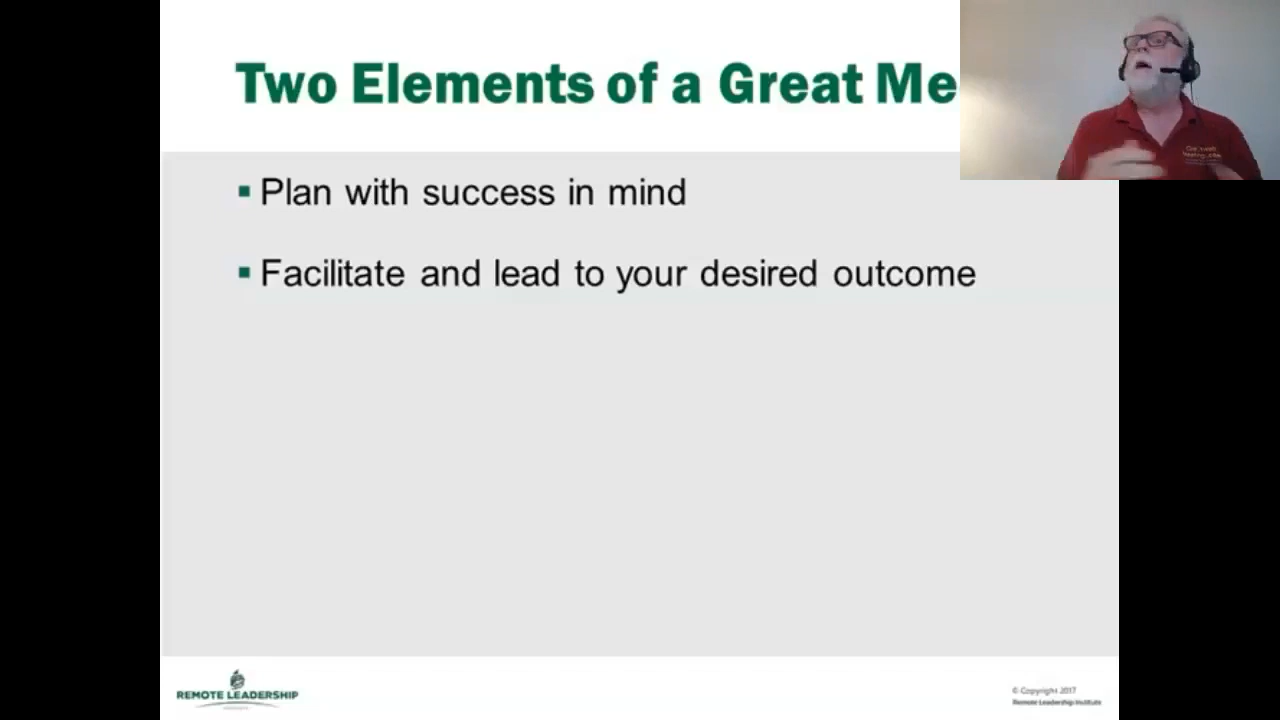 Two Elements of a Great Me
Plan with success in mind
Facilitate and lead to your desired outcome
REMOTE LEADERSHIP
© Copyright 2017
Remote Leadership Institute